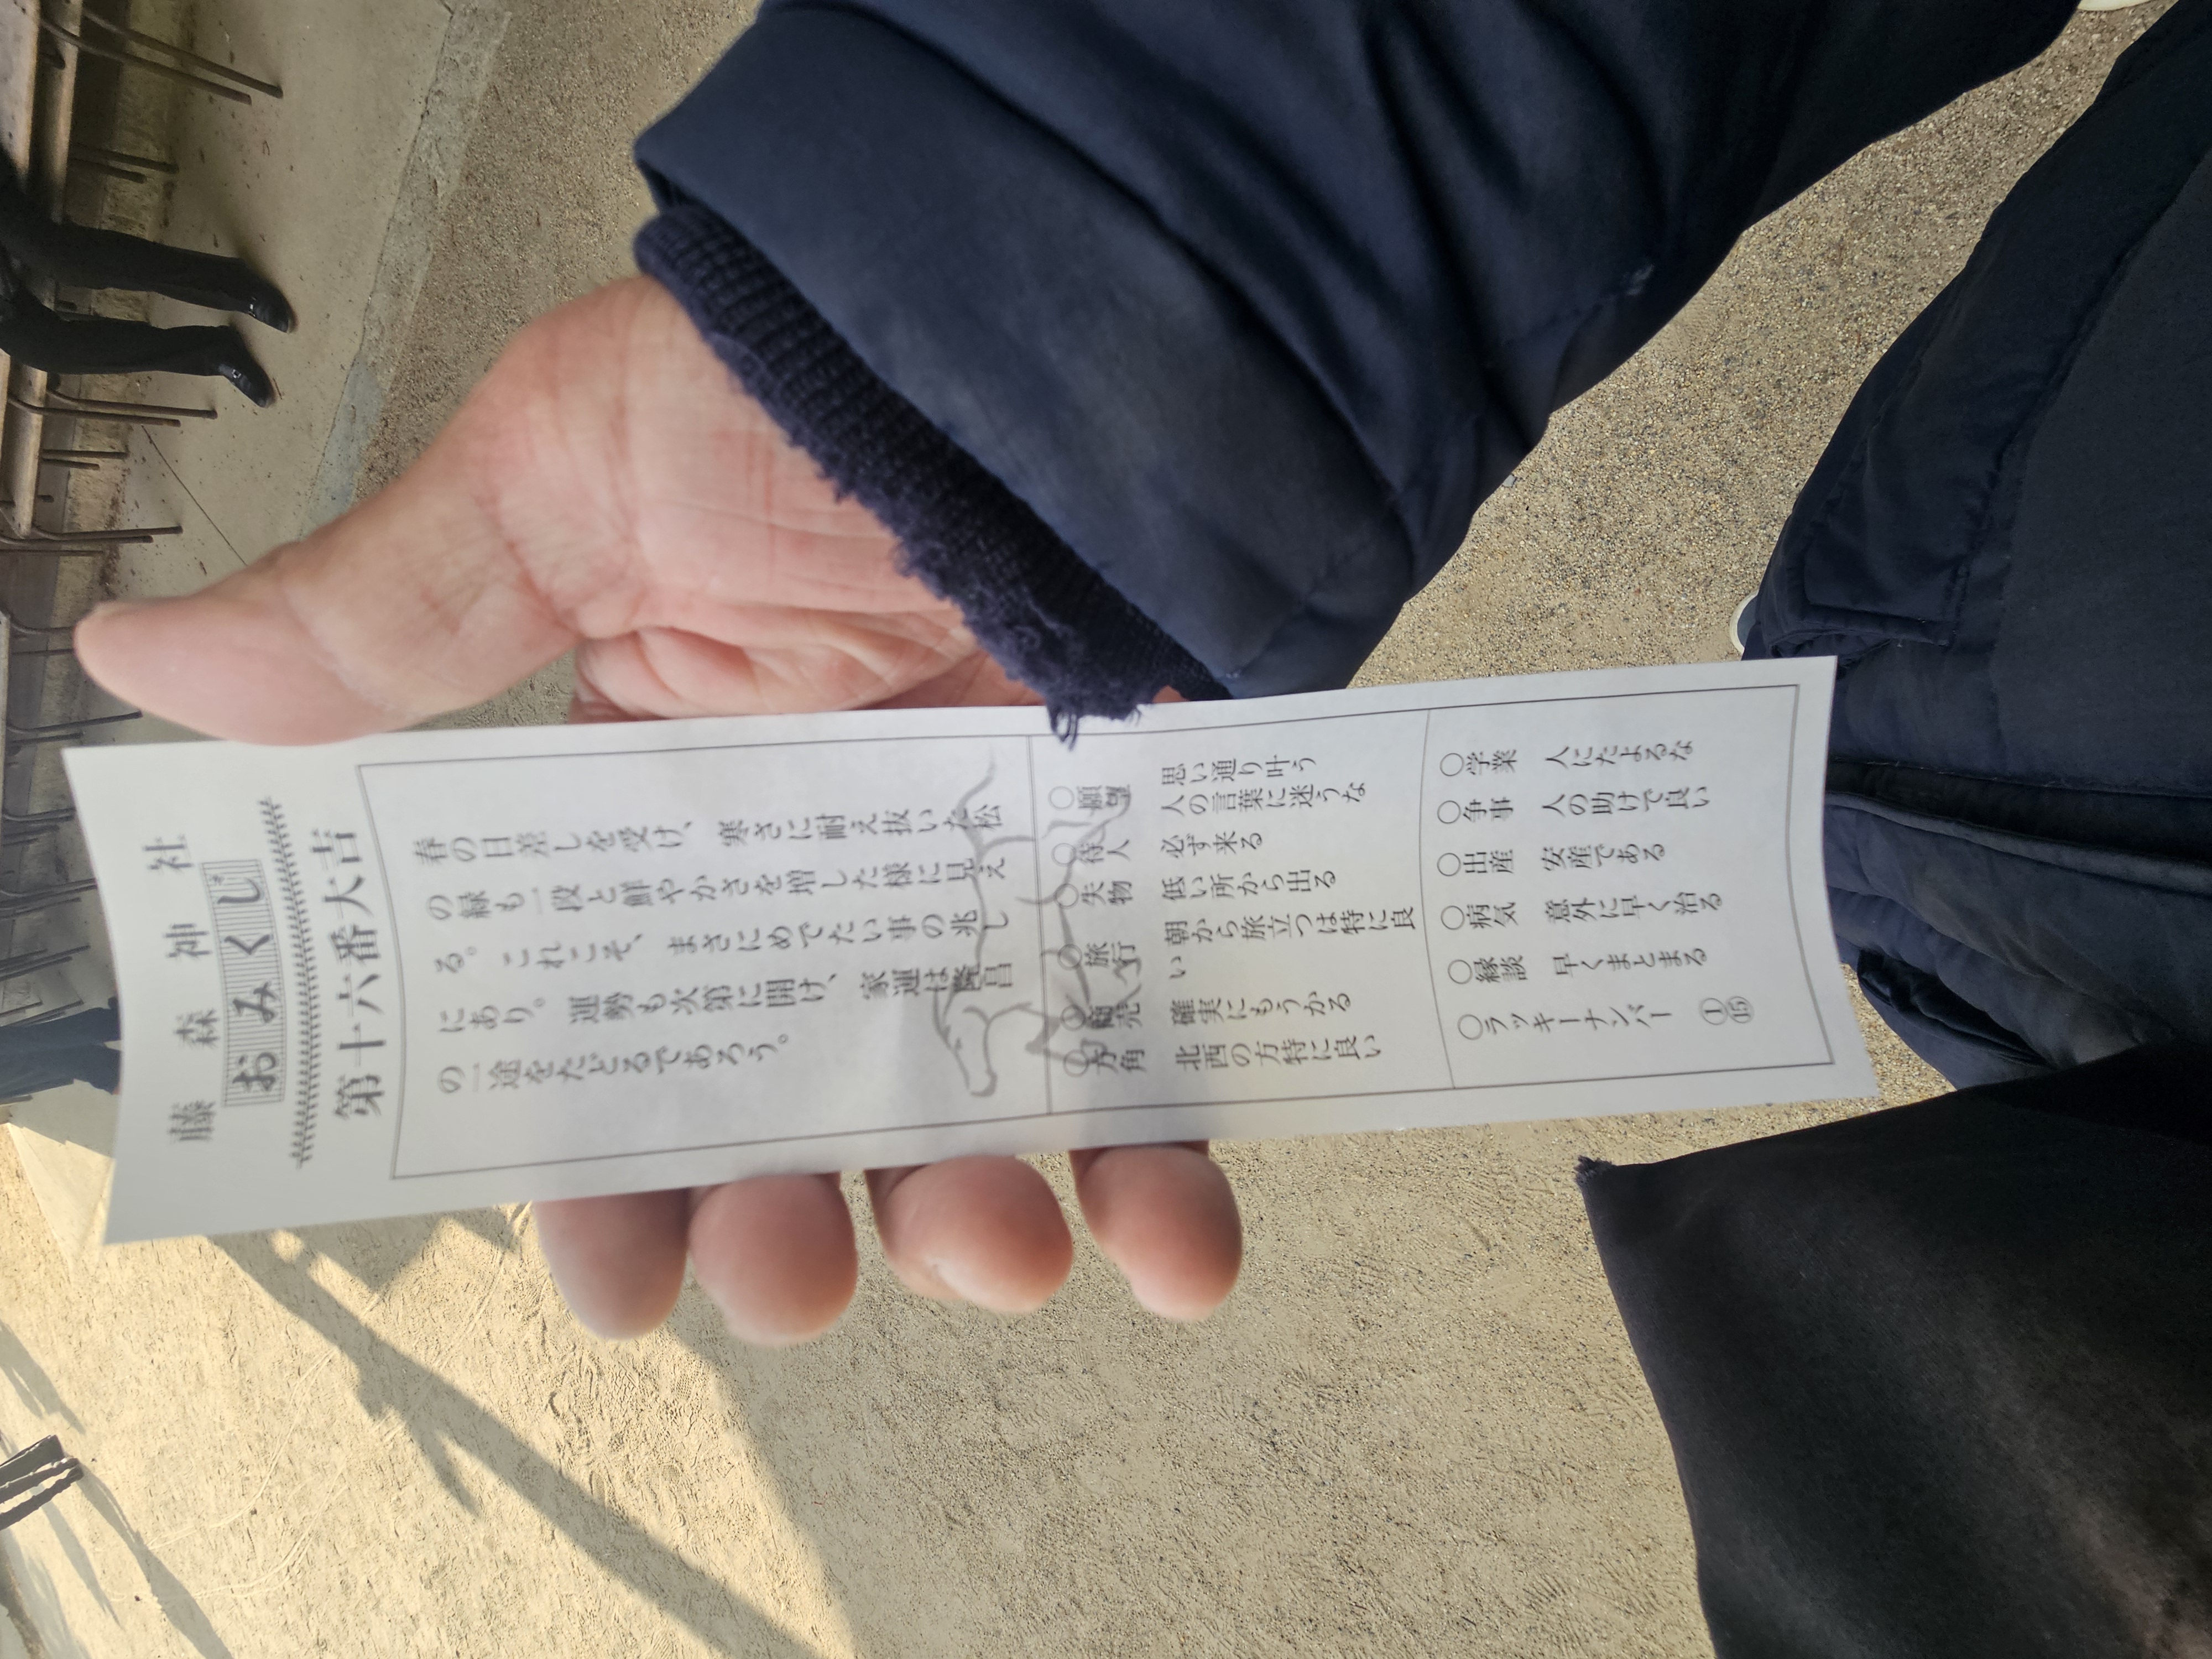 藤森神社
おみくじ
第十六番大吉
春の日差しを受け、寒さに耐え抜いた松
の緑も一段と鮮やかさを増した様に見え
る。これこそ、まさにめでたい事の兆し
にあり。運勢も次第に開け、家運は隆昌
の一途をたどるであろう。
○願望 思い通り叶う
人の言葉に迷うな
○待人 必ず来る
○失物 低い所から出る
○旅行 朝から旅立つは特に良
い
○商売 確実にもうかる
○方角 北西の方特に良い
○学業 人にたよるな
○争事 人の助けで良い
○出産 安産である
○病気 意外に早く治る
○縁談 早くまとまる
○ラッキーナンバー ①⑮